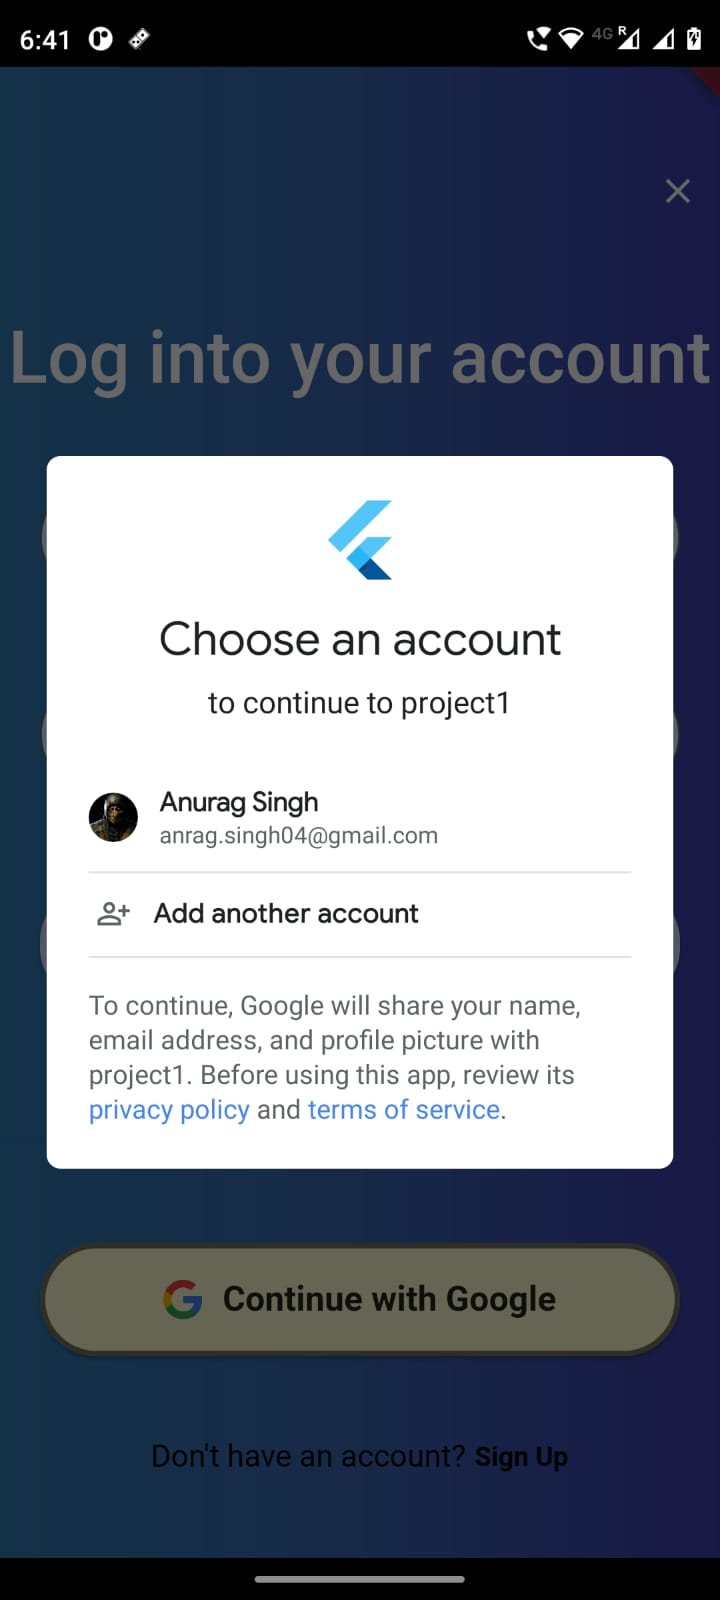 6:41
4G R
Log into your account
Choose an account
to continue to project1
Anurag Singh
anrag.singh04@gmail.com
Add another account
To continue, Google will share your name,
email address, and profile picture with
project1. Before using this app, review its
privacy policy and terms of service.
Continue with Google
Don't have an account? Sign Up